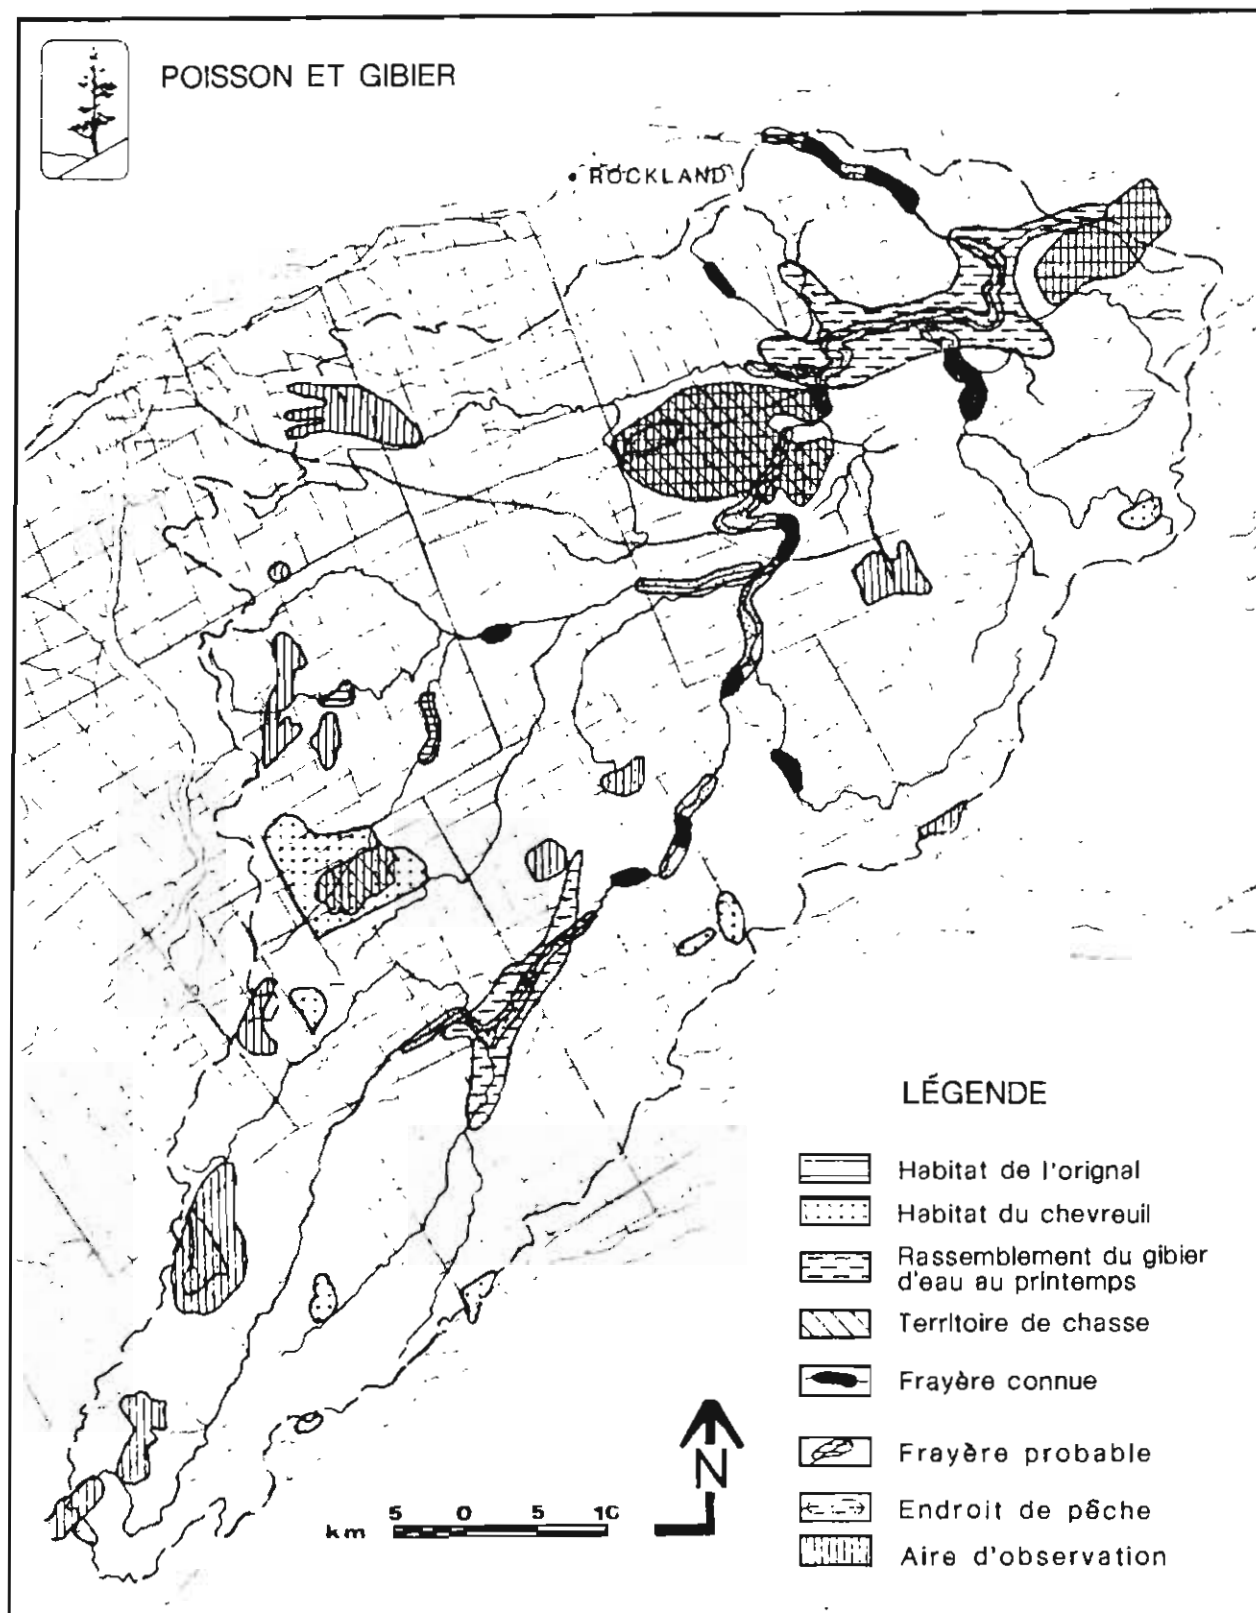 POISSON ET GIBIER
ROCKLAND
LÉGENDE
Habitat de l'orignal
Habitat du chevreuil
Rassemblement du gibier
d'eau au printemps
Territoire de chasse
Frayère connue
Frayère probable
Endroit de pêche
Aire d'observation
N
5 0 5 10
km